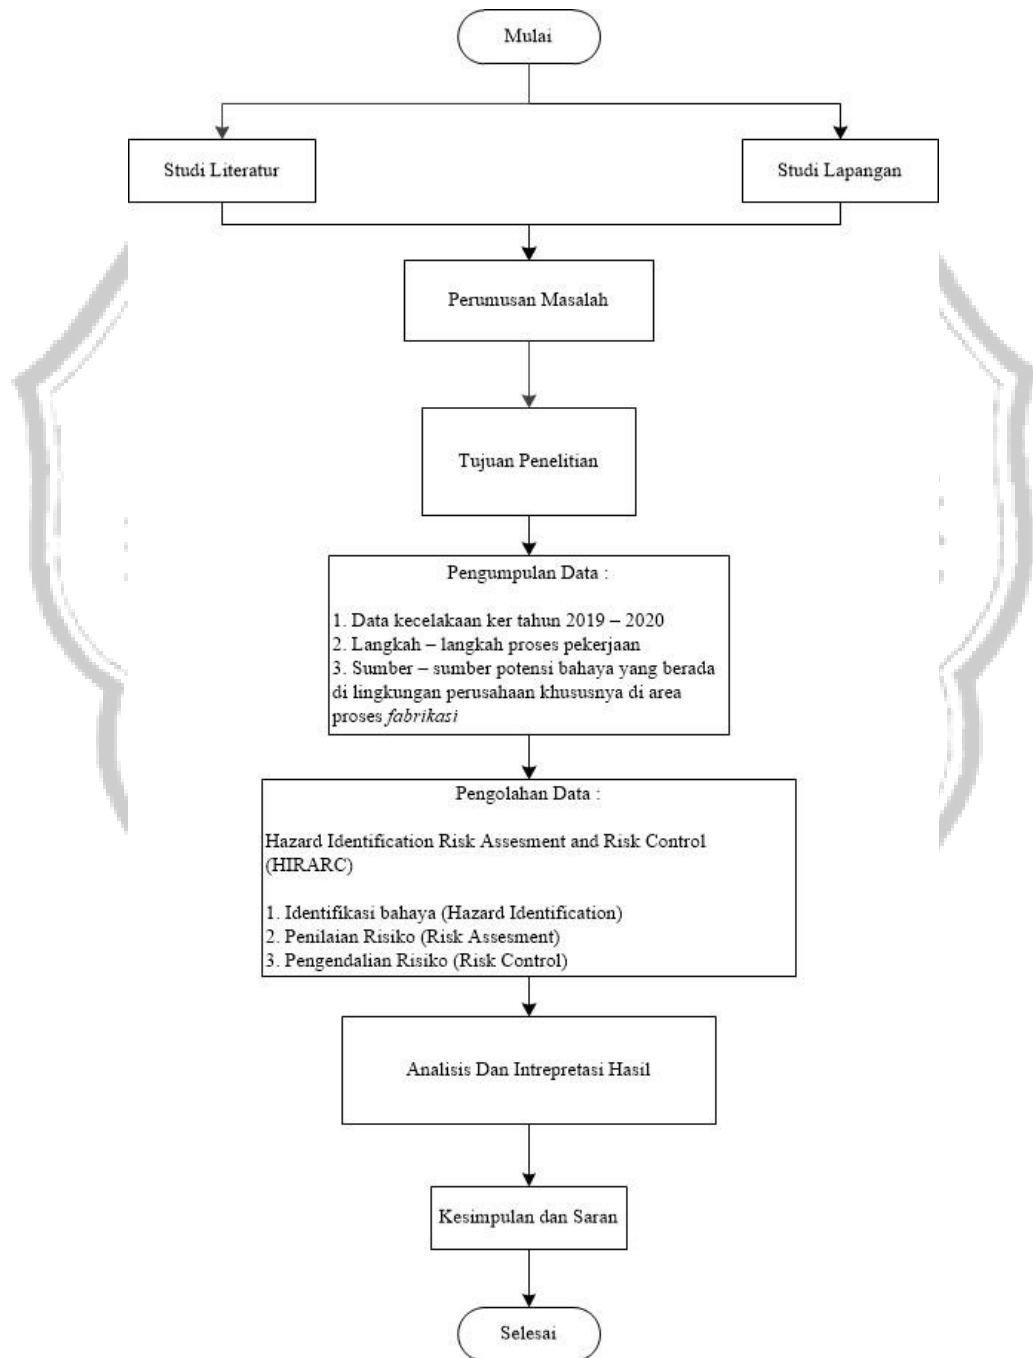 Mulai
Studi Literatur
Studi Lapangan
Perumusan Masalah
Tujuan Penelitian
Pengumpulan Data :
1. Data kecelakaan ker tahun 2019 – 2020
2. Langkah – langkah proses pekerjaan
3. Sumber – sumber potensi bahaya yang berada
di lingkungan perusahaan khususnya di area
proses fabrikasi
Pengolahan Data :
Hazard Identification Risk Assesment and Risk Control
(HIRARC)
1. Identifikasi bahaya (Hazard Identification)
2. Penilaian Risiko (Risk Assesment)
3. Pengendalian Risiko (Risk Control)
Analisis Dan Intrepretasi Hasil
Kesimpulan dan Saran
Selesai